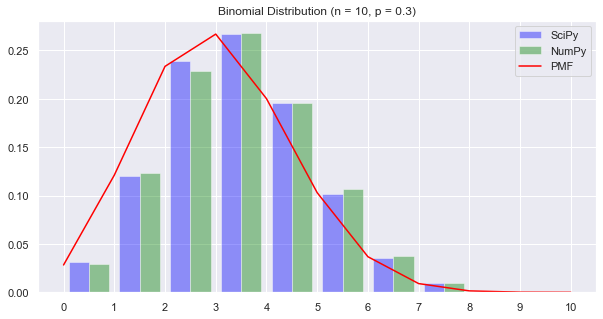 Binomial Distribution (n = 10, p = 0.3)
SciPy
NumPy
PMF
0.25
0.20
0.15
0.10
0.05
0.00
0 1 2 3 4 5 6 7 8 9 10